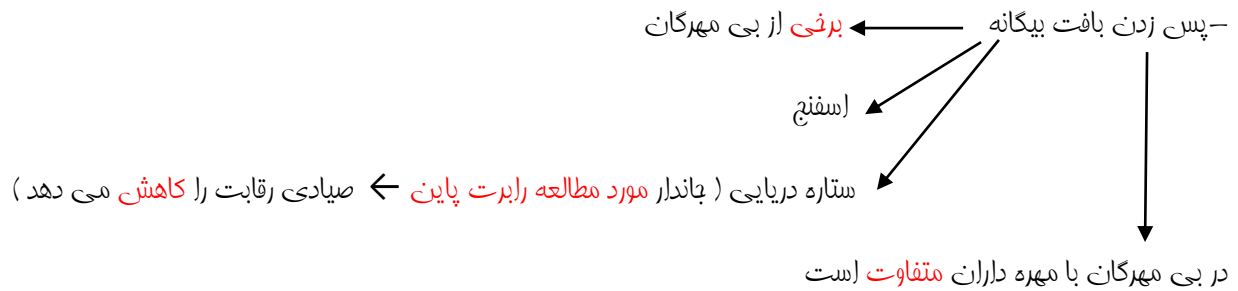 –پس زدن بافت بیگانه ← برخی از بی مهرگان
اسفنج
ستاره دریایی ( جاندار مورد مطالعه رابرت پاین ← صیادی رقابت را کاهش می دهد )
در بی مهرگان با مهره داران متفاوت است